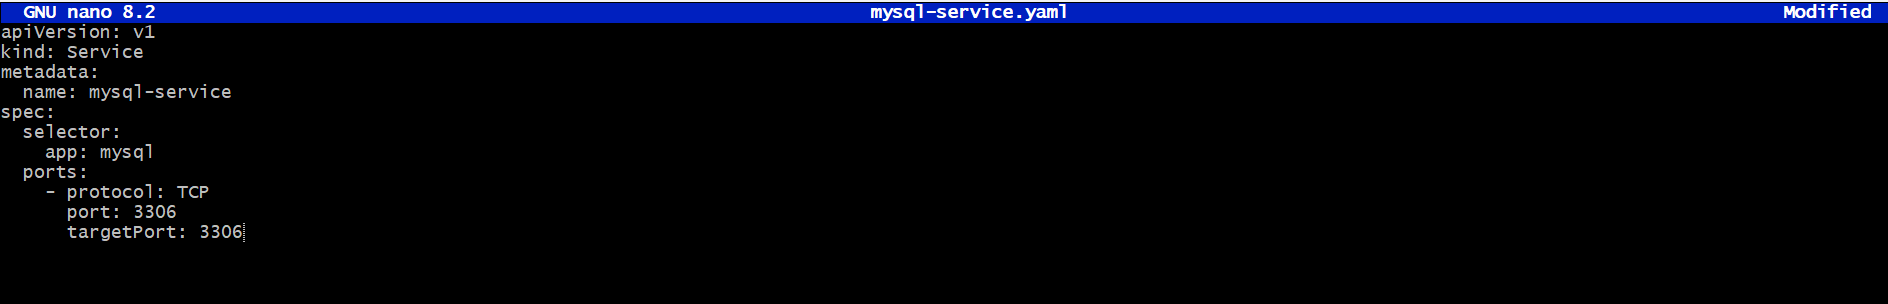 GNU nano 8.2 mysql-service.yaml Modified
apiVersion: v1
kind: Service
metadata:
  name: mysql-service
spec:
  selector:
    app: mysql
  ports:
    - protocol: TCP
      port: 3306
      targetPort: 3306